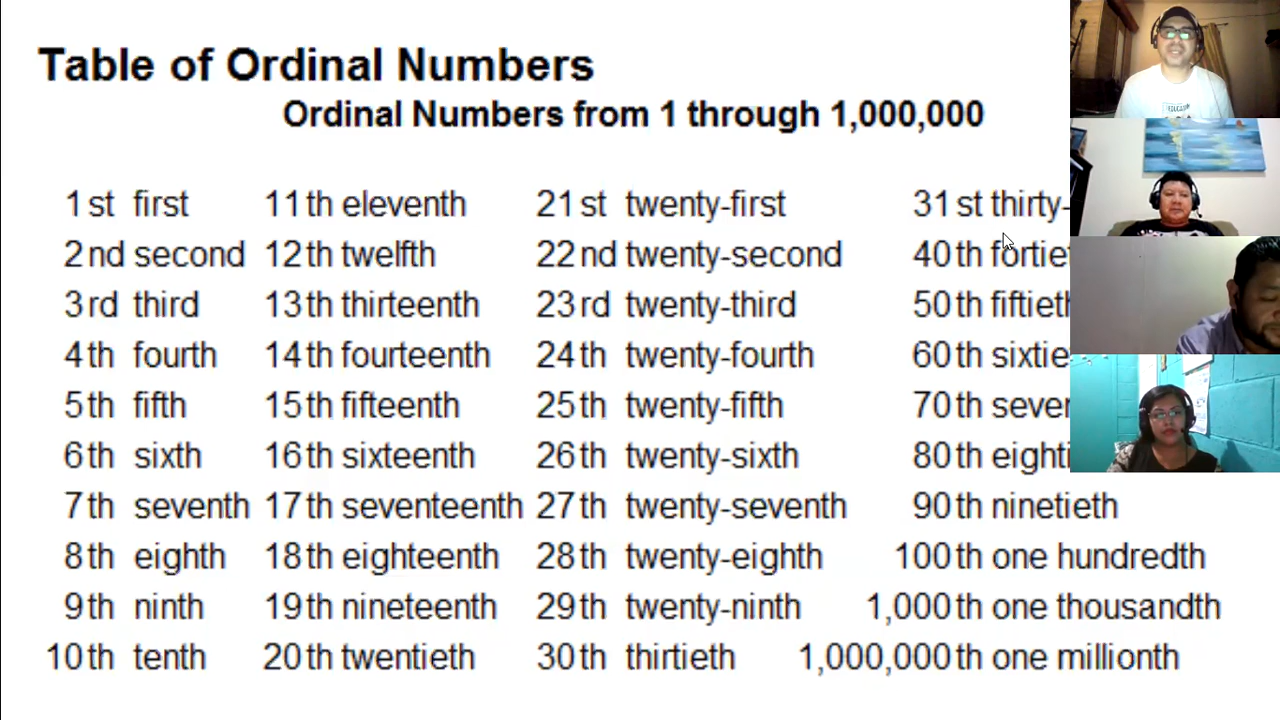 Table of Ordinal Numbers
Ordinal Numbers from 1 through 1,000,000
1st first 11th eleventh 21st twenty-first 31st thirty-
2nd second 12th twelfth 22nd twenty-second 40th
3rd third 13th thirteenth 23rd twenty-third 50th
4th fourth 14th fourteenth 24th twenty-fourth 60th
5th fifth 15th fifteenth 25th twenty-fifth 70th
6th sixth 16th sixteenth 26th twenty-sixth 80th
7th seventh 17th seventeenth 27th twenty-seventh 90th ninetieth
8th eighth 18th eighteenth 28th twenty-eighth 100th one hundredth
9th ninth 19th nineteenth 29th twenty-ninth 1,000th one thousandth
10th tenth 20th twentieth 30th thirtieth 1,000,000th one millionth